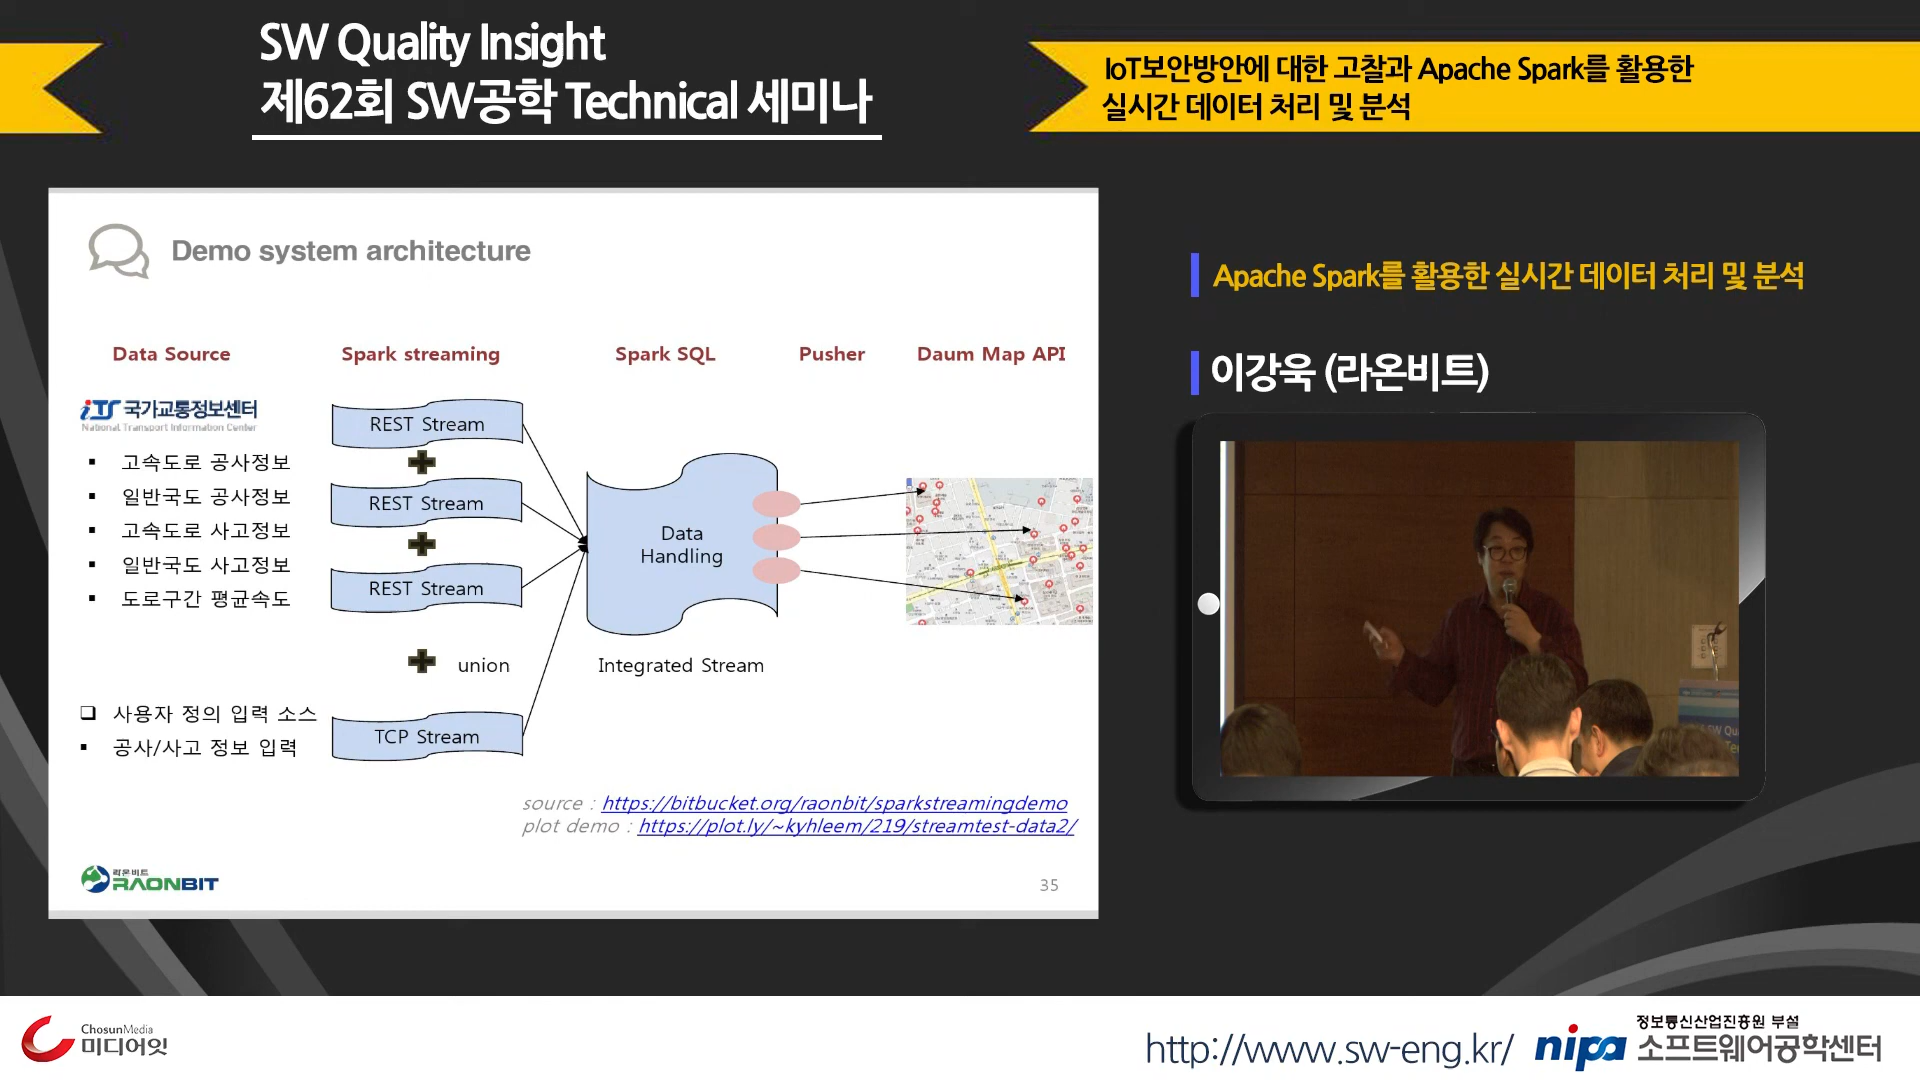 SW Quality Insight
제62회 SW공학 Technical 세미나
IoT보안방안에 대한 고찰과 Apache Spark를 활용한
실시간 데이터 처리 및 분석
Demo system architecture
Data Source
Spark streaming
Spark SQL
Pusher
Daum Map API
iTS 국가교통정보센터
National Transport Information Center
▪ 고속도로 공사정보
▪ 일반국도 공사정보
▪ 고속도로 사고정보
▪ 일반국도 사고정보
▪ 도로구간 평균속도
❑ 사용자 정의 입력 소스
▪ 공사/사고 정보 입력
REST Stream
REST Stream
REST Stream
union
TCP Stream
Data
Handling
Integrated Stream
source : https://bitbucket.org/raonbit/sparkstreamingdemo
plot demo : https://plot.ly/~kyhleem/219/streamtest-data2/
라온비트
RAONBIT
35
Apache Spark를 활용한 실시간 데이터 처리 및 분석
이강욱 (라온비트)
ChosunMedia
미디어잇
http://www.sw-eng.kr/
nipa
정보통신산업진흥원 부설
소프트웨어공학센터